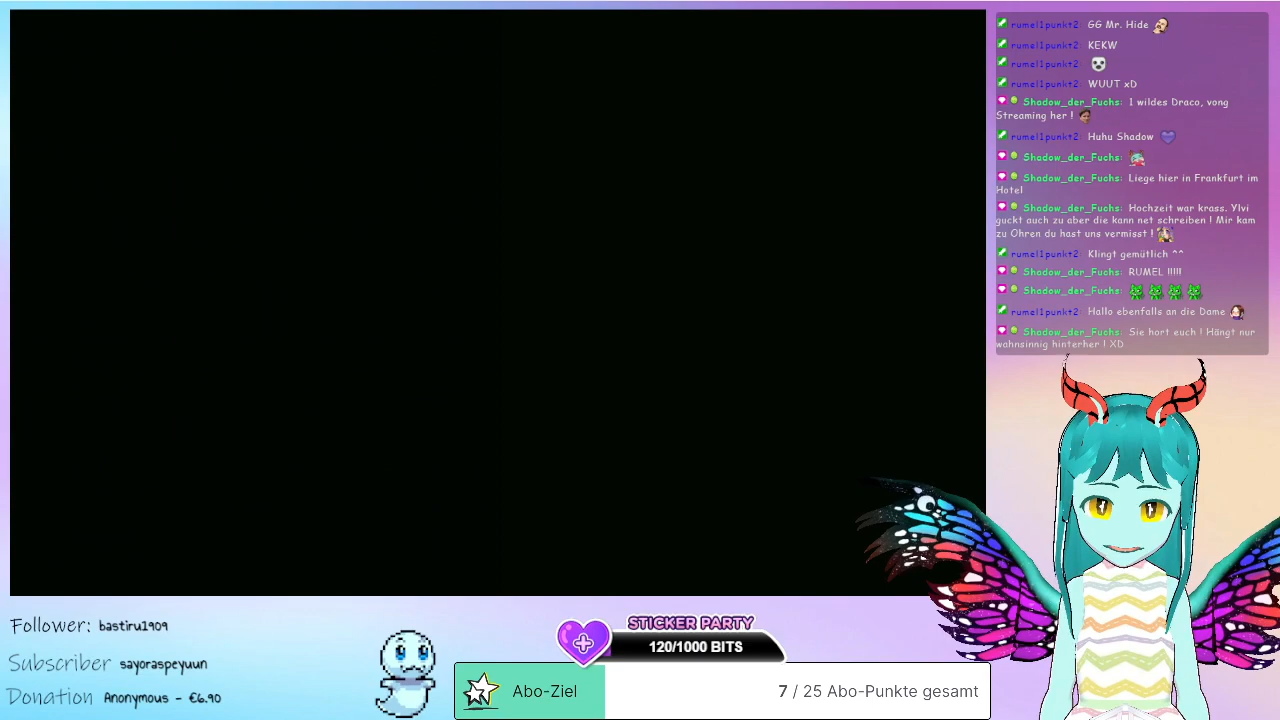 rumel1punkt2: GG Mr. Hide
rumel1punkt2: KEKW
rumel1punkt2:
rumel1punkt2: WUUT xD
Shadow_der_Fuchs: 1 wildes Draco, vong
Streaming her !
rumel1punkt2: Huhu Shadow
Shadow_der_Fuchs:
Shadow_der_Fuchs: Liege hier in Frankfurt im
Hotel
Shadow_der_Fuchs: Hochzeit war krass. Ylvi
guckt auch zu aber die kann net schreiben ! Mir kam
zu Ohren du hast uns vermisst !
rumel1punkt2: Klingt gemütlich ^^
Shadow_der_Fuchs: RUMEL !!!!!
Shadow_der_Fuchs:
rumel1punkt2: Hallo ebenfalls an die Dame
Shadow_der_Fuchs: Sie hort euch ! Hängt nur
wahnsinnig hinterher ! XD
Follower: bastiru1909
Subscriber sayoraspeyuun
Donation Anonymous - €6.90
STICKER PARTY
120/1000 BITS
Abo-Ziel
7 / 25 Abo-Punkte gesamt